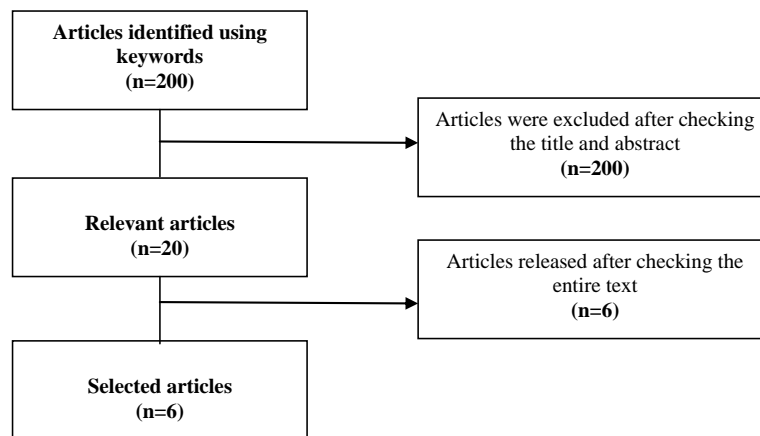 Articles identified using
keywords
(n=200)
Articles were excluded after checking
the title and abstract
(n=200)
Relevant articles
(n=20)
Articles released after checking the
entire text
(n=6)
Selected articles
(n=6)